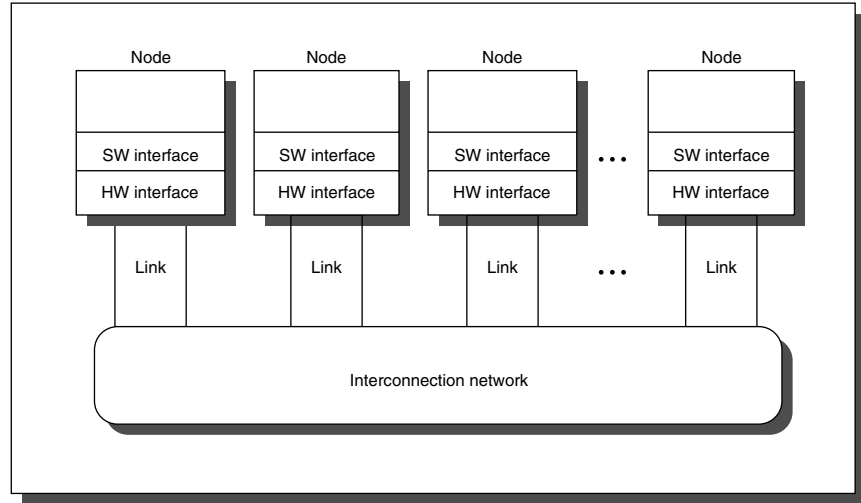 Node Node Node Node
SW interface SW interface SW interface ... SW interface
HW interface HW interface HW interface HW interface
Link Link Link ... Link
Interconnection network